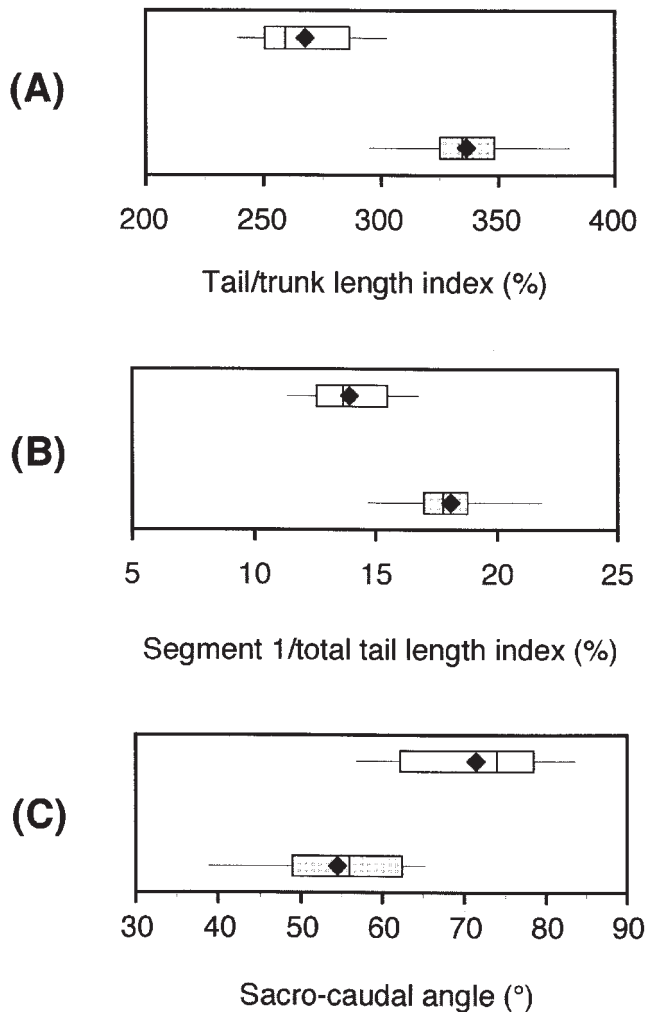 (A)
200 250 300 350 400
Tail/trunk length index (%)
(B)
5 10 15 20 25
Segment 1/total tail length index (%)
(C)
30 40 50 60 70 80 90
Sacro-caudal angle (°)